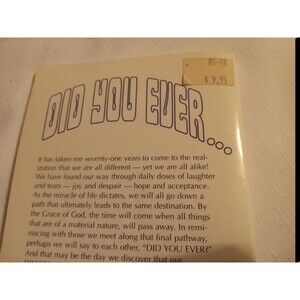 05-98
$ 9.95
DID YOU EVER...
It has taken me seventy-one years to come to the real-
ization that we are all different — yet we are all alike!
We have found our way through daily doses of laughter
and tears — joy and despair — hope and acceptance.
As the miracle of life dictates, we will all go down a
path that ultimately leads to the same destination. By
the Grace of God, the time will come when all things
that are of a material nature, will pass away. In remi-
niscing with those we meet along that final pathway,
perhaps we will say to each other, "DID YOU EVER?"
And that may be the day we discover that our